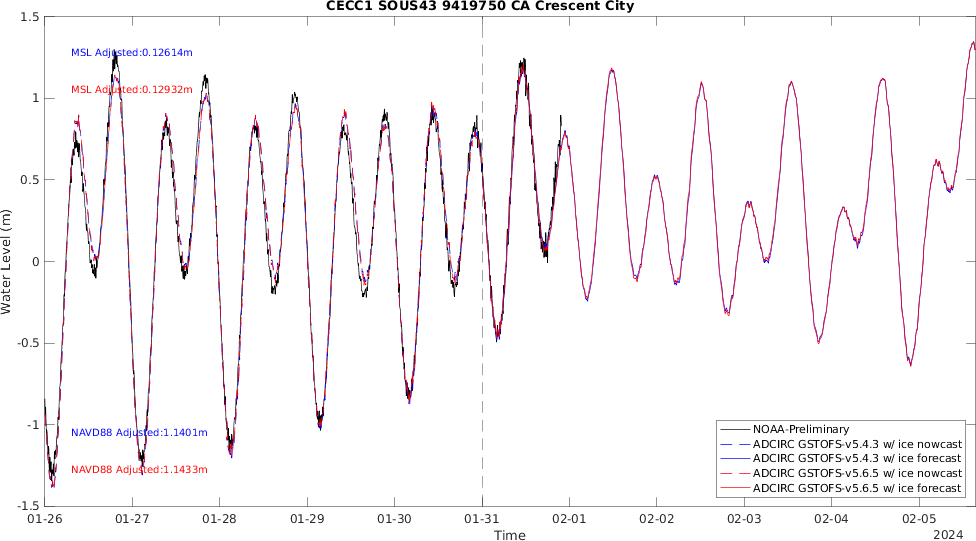 CECC1 SOUS43 9419750 CA Crescent City
1.5
MSL Adjusted:0.12614m
MSL Adjusted:0.12932m
1
0.5
0
Water Level (m)
-0.5
-1
NAVD88 Adjusted:1.1401m
NAVD88 Adjusted:1.1433m
-1.5
NOAA-Preliminary
ADCIRC GSTOFS-v5.4.3 w/ ice nowcast
ADCIRC GSTOFS-v5.4.3 w/ ice forecast
ADCIRC GSTOFS-v5.6.5 w/ ice nowcast
ADCIRC GSTOFS-v5.6.5 w/ ice forecast
01-26 01-27 01-28 01-29 01-30 01-31 02-01 02-02 02-03 02-04 02-05
Time
2024